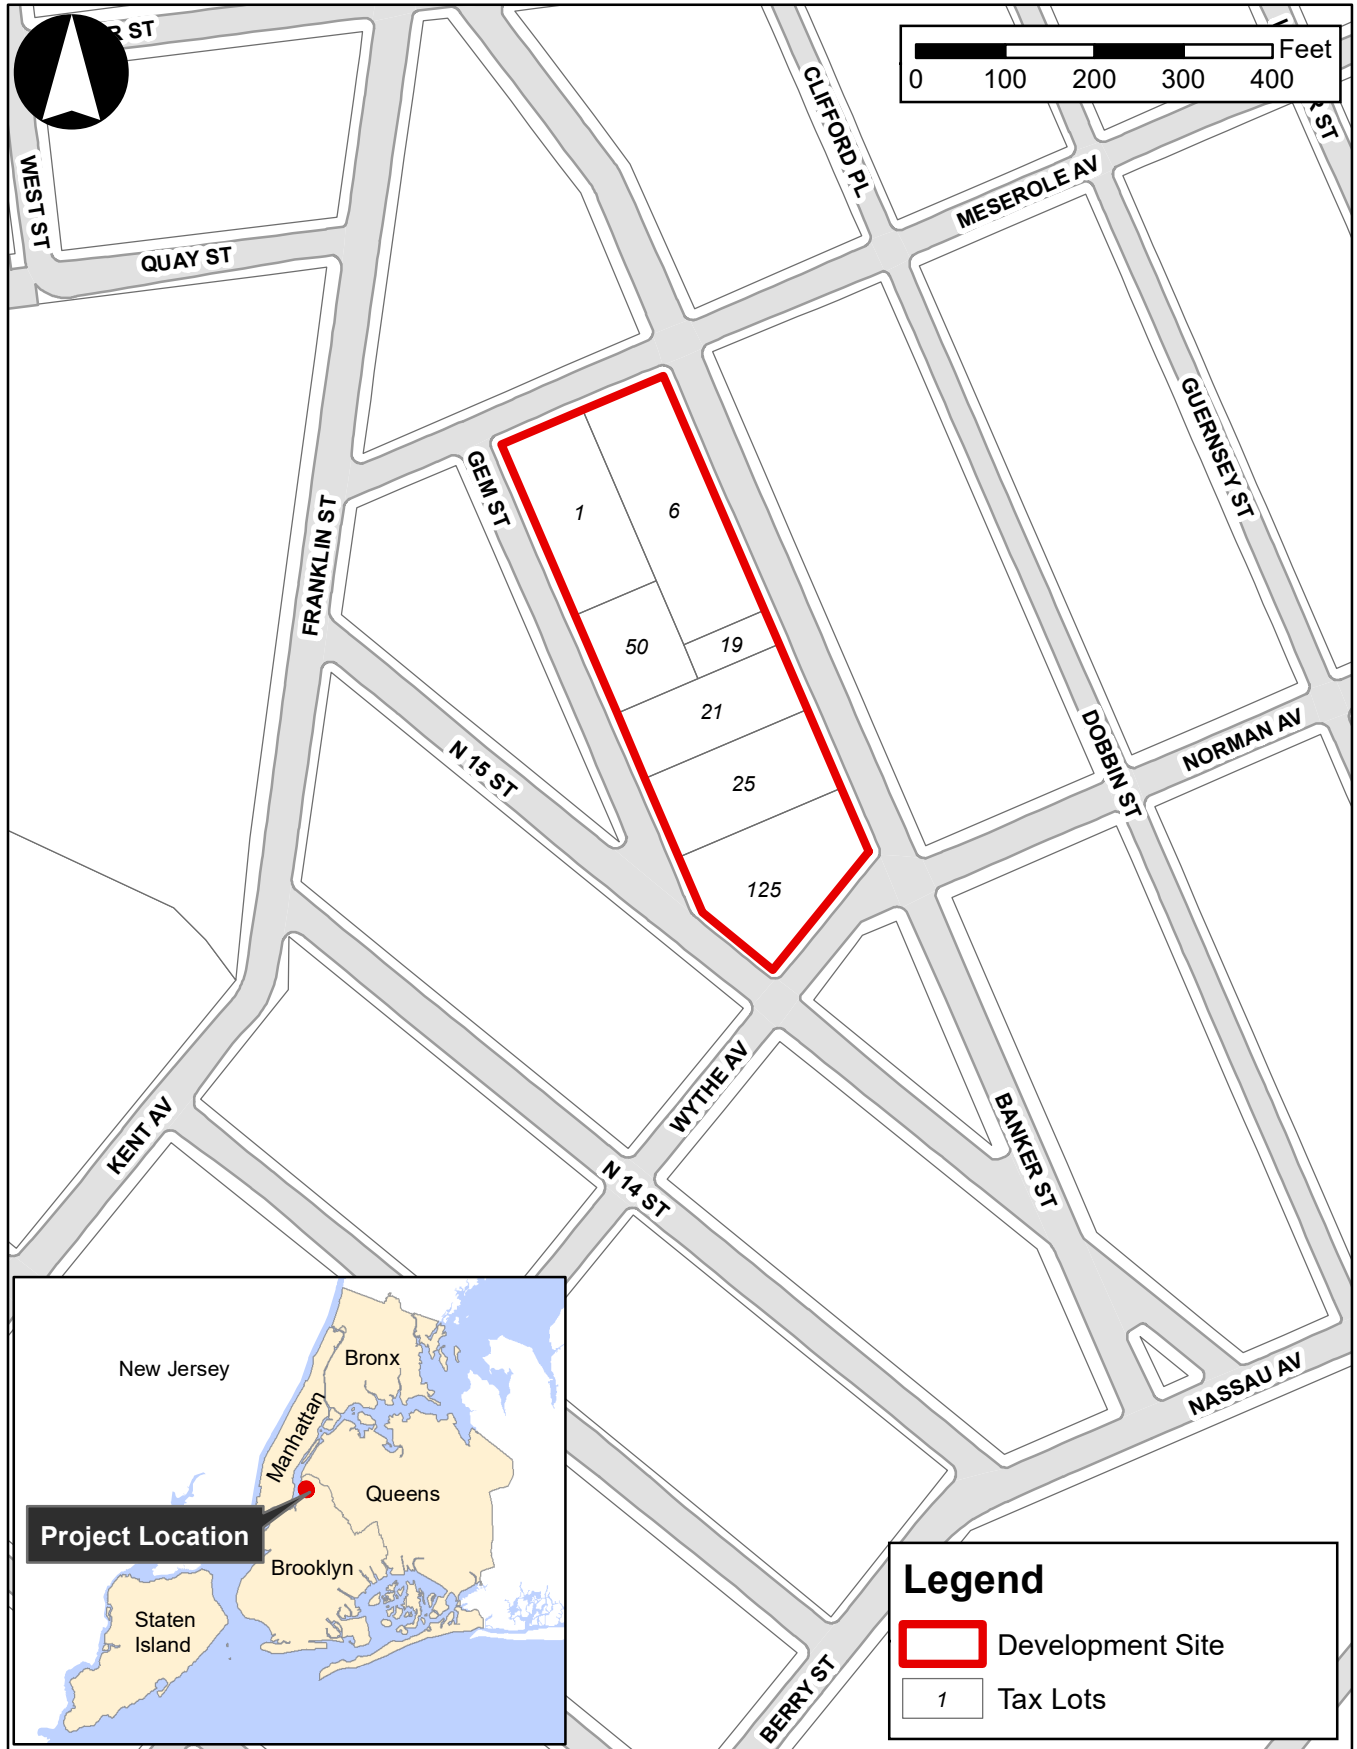 R ST
Feet
0 100 200 300 400
CLIFFORD PL
R ST
WEST ST
MESEROLE AV
QUAY ST
GUERNSEY ST
GEM ST
FRANKLIN ST
1
6
50
19
21
N 15 ST
25
DOBBIN ST
NORMAN AV
125
WYTHE AV
KENT AV
BANKER ST
N 14 ST
NASSAU AV
BERRY ST
New Jersey
Bronx
Manhattan
Queens
Project Location
Brooklyn
Staten
Island
Legend
Development Site
1 Tax Lots